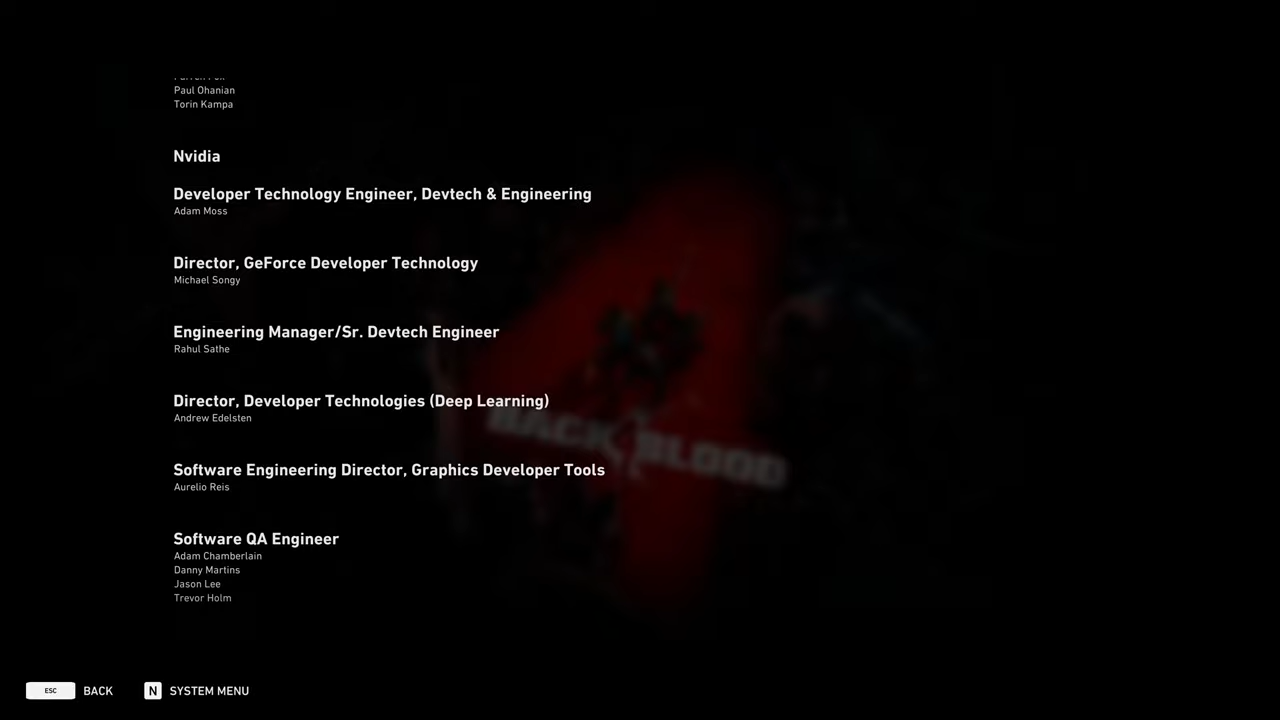 Paul Ohanian
Torin Kampa
Nvidia
Developer Technology Engineer, Devtech & Engineering
Adam Moss
Director, GeForce Developer Technology
Michael Songy
Engineering Manager/Sr. Devtech Engineer
Rahul Sathe
Director, Developer Technologies (Deep Learning)
Andrew Edelsten
BACK BLOOD
Software Engineering Director, Graphics Developer Tools
Aurelio Reis
Software QA Engineer
Adam Chamberlain
Danny Martins
Jason Lee
Trevor Holm
ESC BACK N SYSTEM MENU